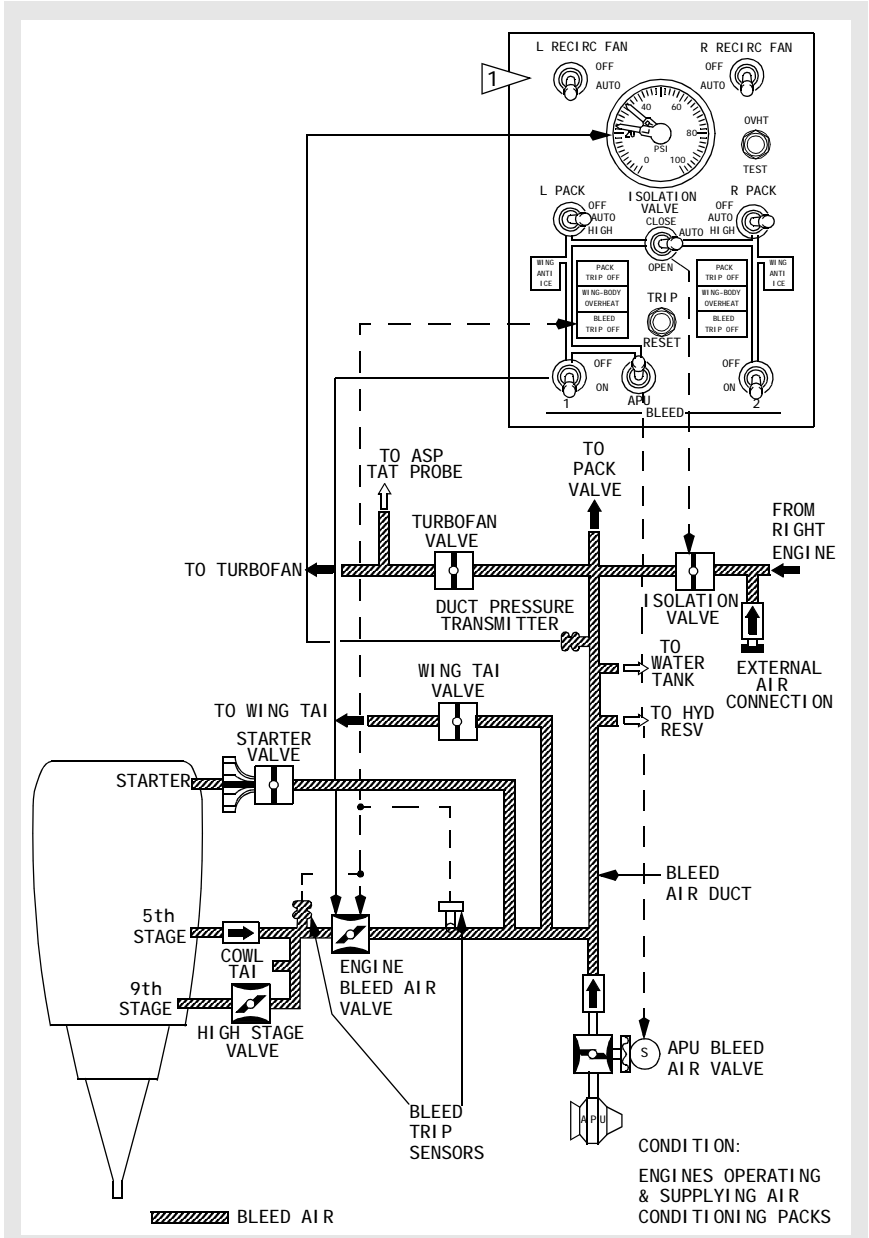 L RECIRC FAN
R RECIRC FAN
OFF
AUTO
OFF
AUTO
1
40
60
20
80
PSI
0
100
OVHT
TEST
L PACK
OFF
AUTO
HIGH
ISOLATION
VALVE
CLOSE
AUTO
OPEN
R PACK
OFF
AUTO
HIGH
WING
ANTI
ICE
PACK
TRIP OFF
WING-BODY
OVERHEAT
BLEED
TRIP OFF
TRIP
RESET
PACK
TRIP OFF
WING-BODY
OVERHEAT
BLEED
TRIP OFF
WING
ANTI
ICE
OFF
ON
1
APU
BLEED
OFF
ON
2
TO ASP
TAT PROBE
TO
PACK
VALVE
FROM
RIGHT
ENGINE
TURBOFAN
VALVE
TO TURBOFAN
DUCT PRESSURE
TRANSMITTER
ISOLATION
VALVE
TO
WATER
TANK
EXTERNAL
AIR
CONNECTION
WING TAI
VALVE
TO WING TAI
TO HYD
RESV
STARTER
VALVE
STARTER
BLEED
AIR DUCT
5th
STAGE
COWL
TAI
9th
STAGE
HIGH STAGE
VALVE
ENGINE
BLEED AIR
VALVE
S
APU BLEED
AIR VALVE
APU
BLEED
TRIP
SENSORS
CONDITION:
ENGINES OPERATING
& SUPPLYING AIR
CONDITIONING PACKS
BLEED AIR